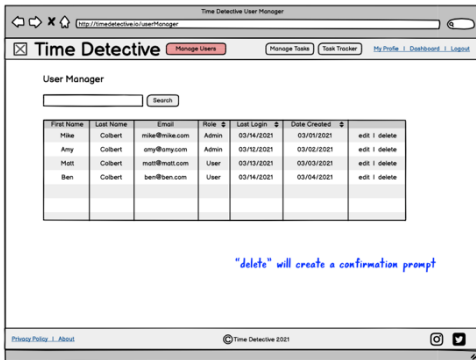 Time Detective User Manager
http://timedetective.io/userManager
Time Detective Manage Users Manage Tasks Task Tracker My Profile | Dashboard | Logout
User Manager
Search
First Name Last Name Email Role Last Login Date Created
Mike Colbert mike@mike.com Admin 03/14/2021 03/01/2021 edit | delete
Amy Colbert amy@amy.com Admin 03/12/2021 03/02/2021 edit | delete
Matt Colbert matt@matt.com User 03/13/2021 03/03/2021 edit | delete
Ben Colbert ben@ben.com User 03/14/2021 03/04/2021 edit | delete
"delete" will create a confirmation prompt
Privacy Policy | About © Time Detective 2021